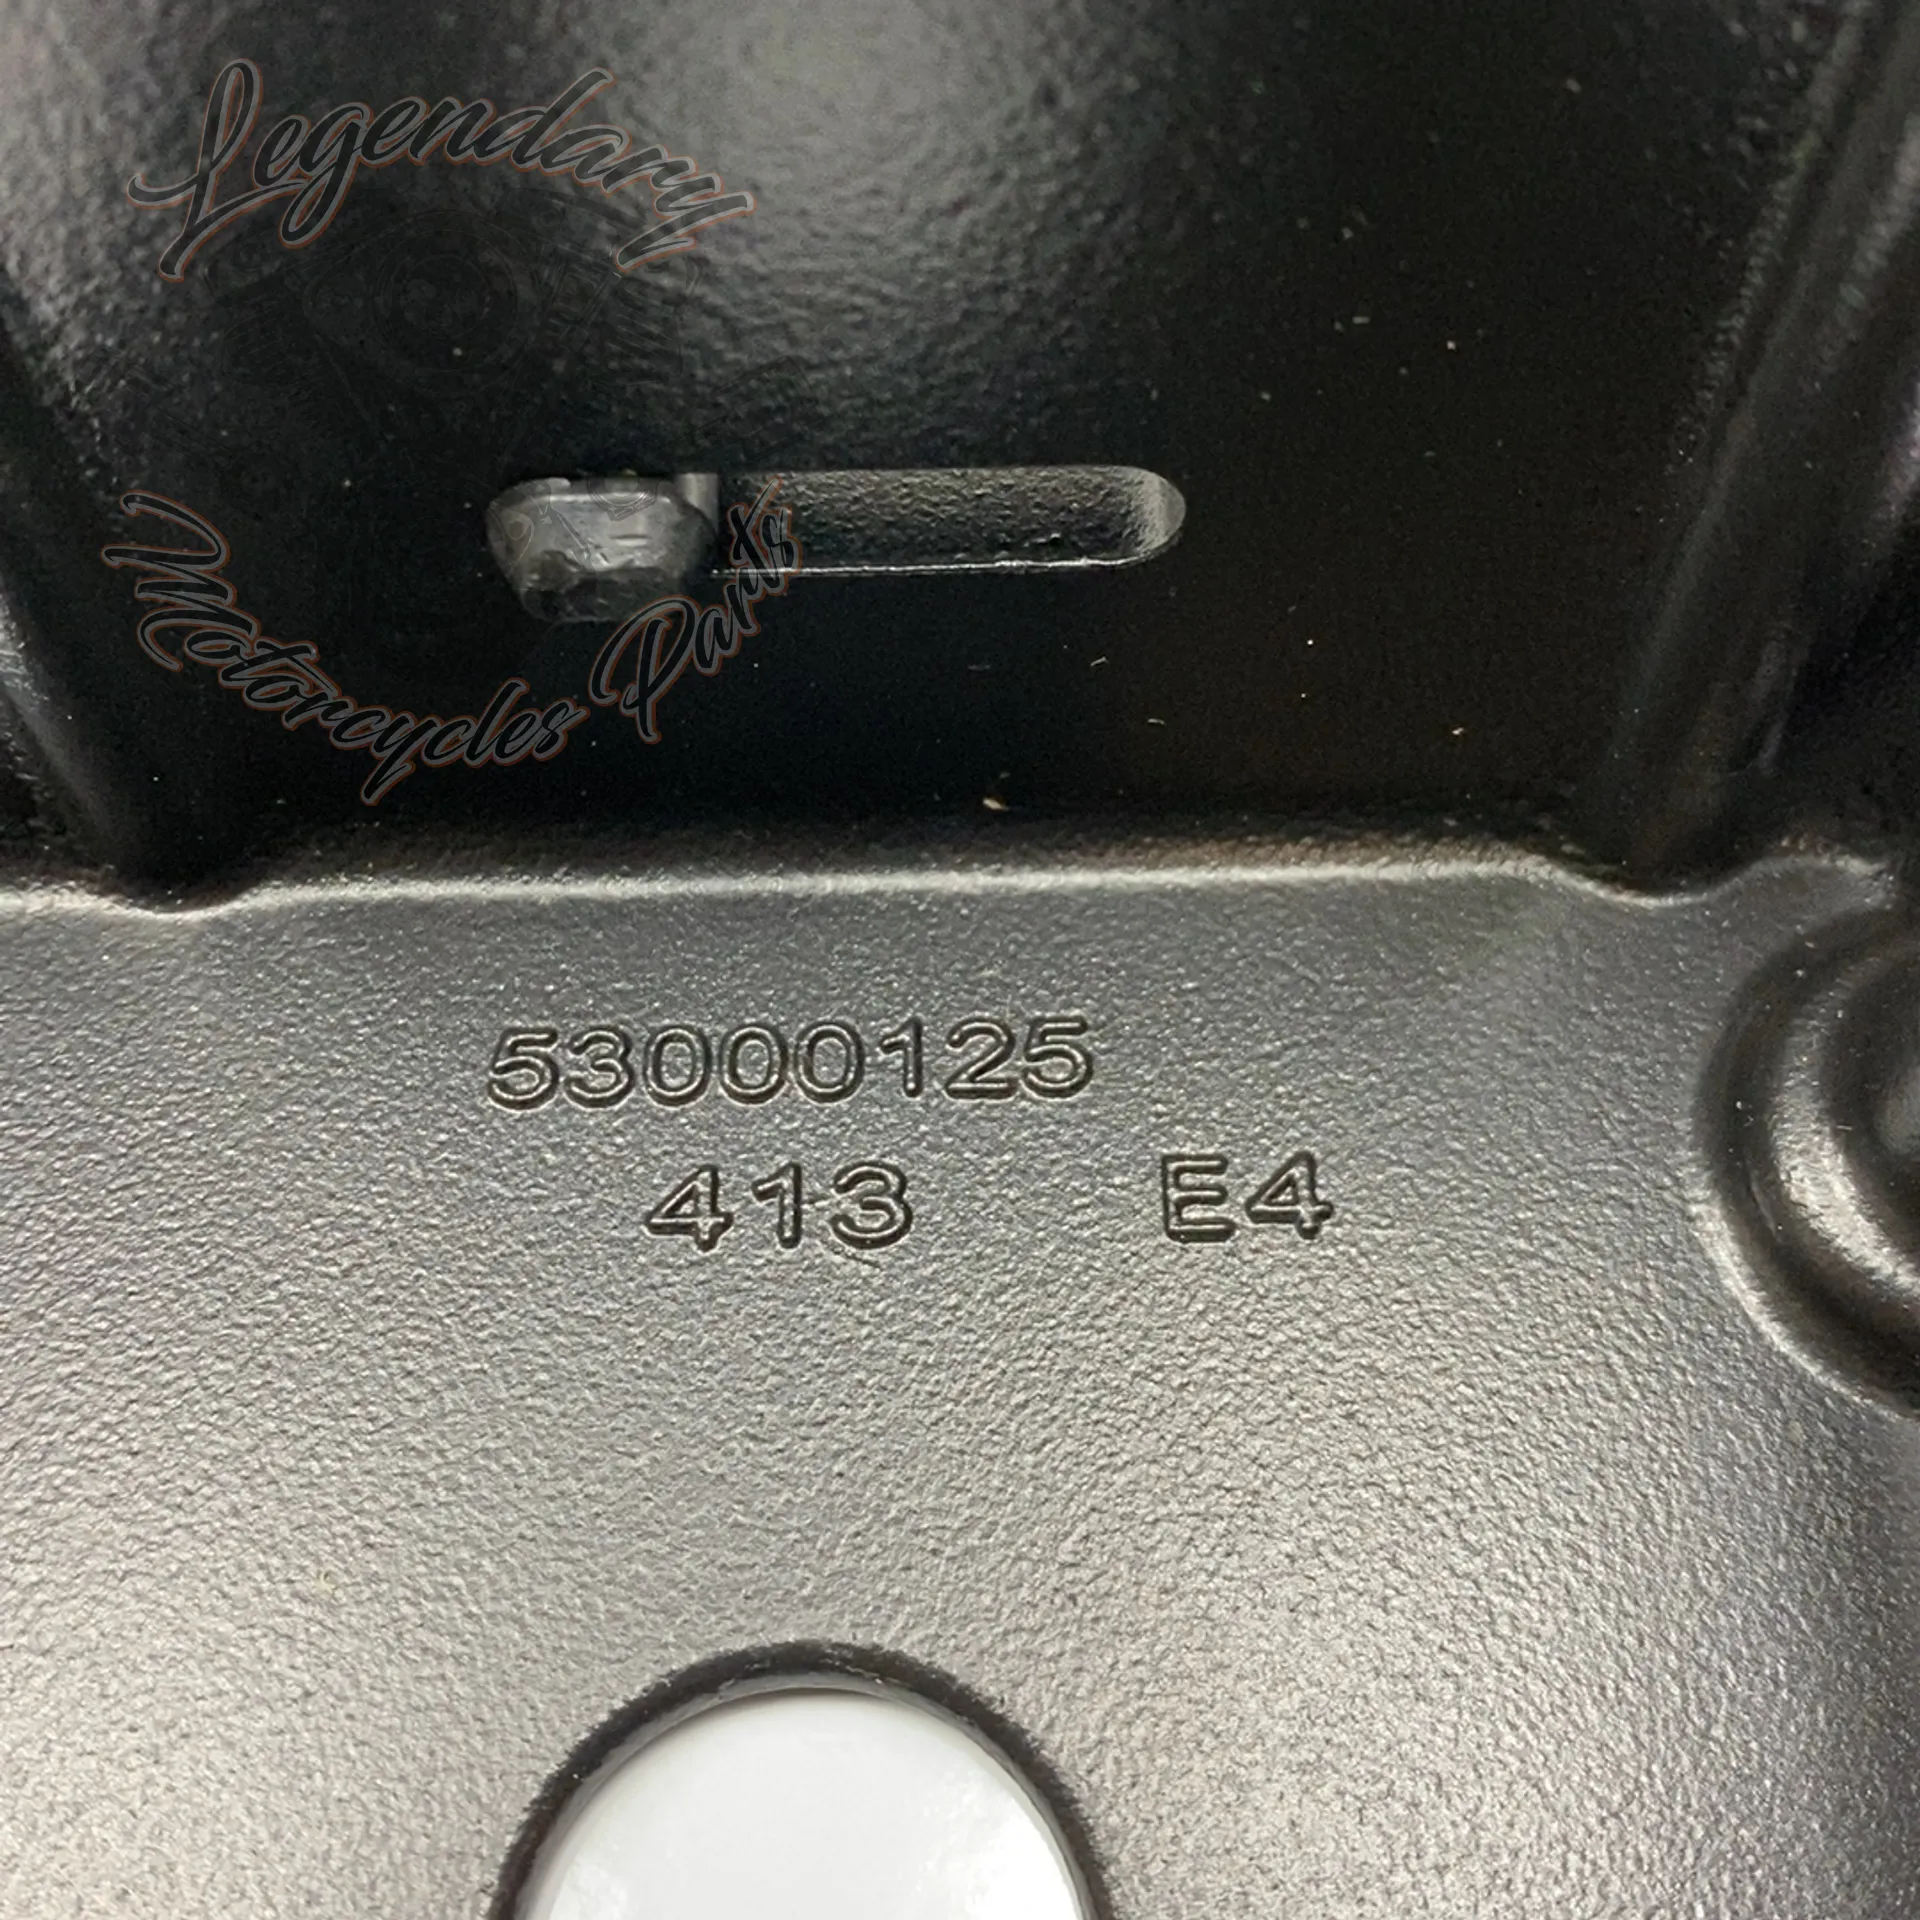 Legendary
Motorcycles Parts
53000125
413 E4